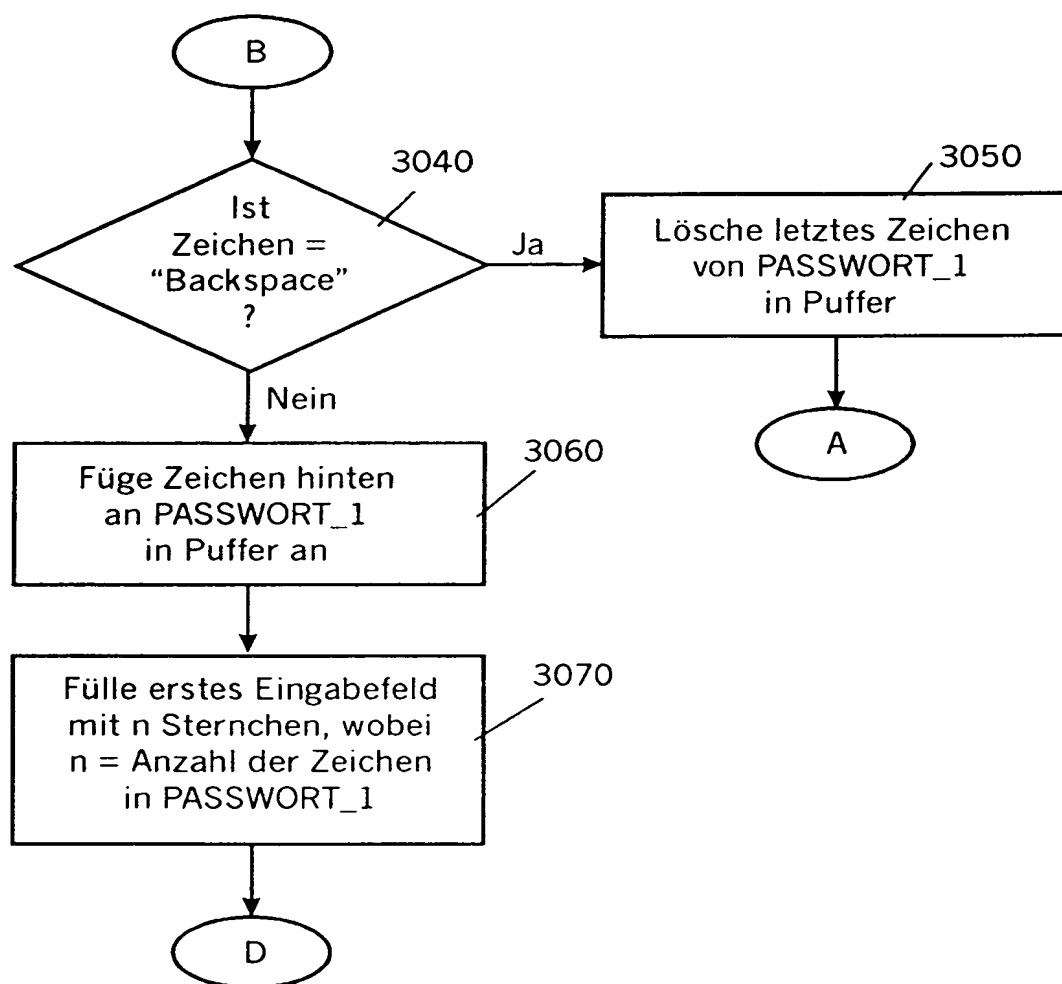 B
3040
Ist
Zeichen =
“Backspace”
?
Ja
3050
Lösche letztes Zeichen
von PASSWORT_1
in Puffer
A
Nein
3060
Füge Zeichen hinten
an PASSWORT_1
in Puffer an
3070
Fülle erstes Eingabefeld
mit n Sternchen, wobei
n = Anzahl der Zeichen
in PASSWORT_1
D